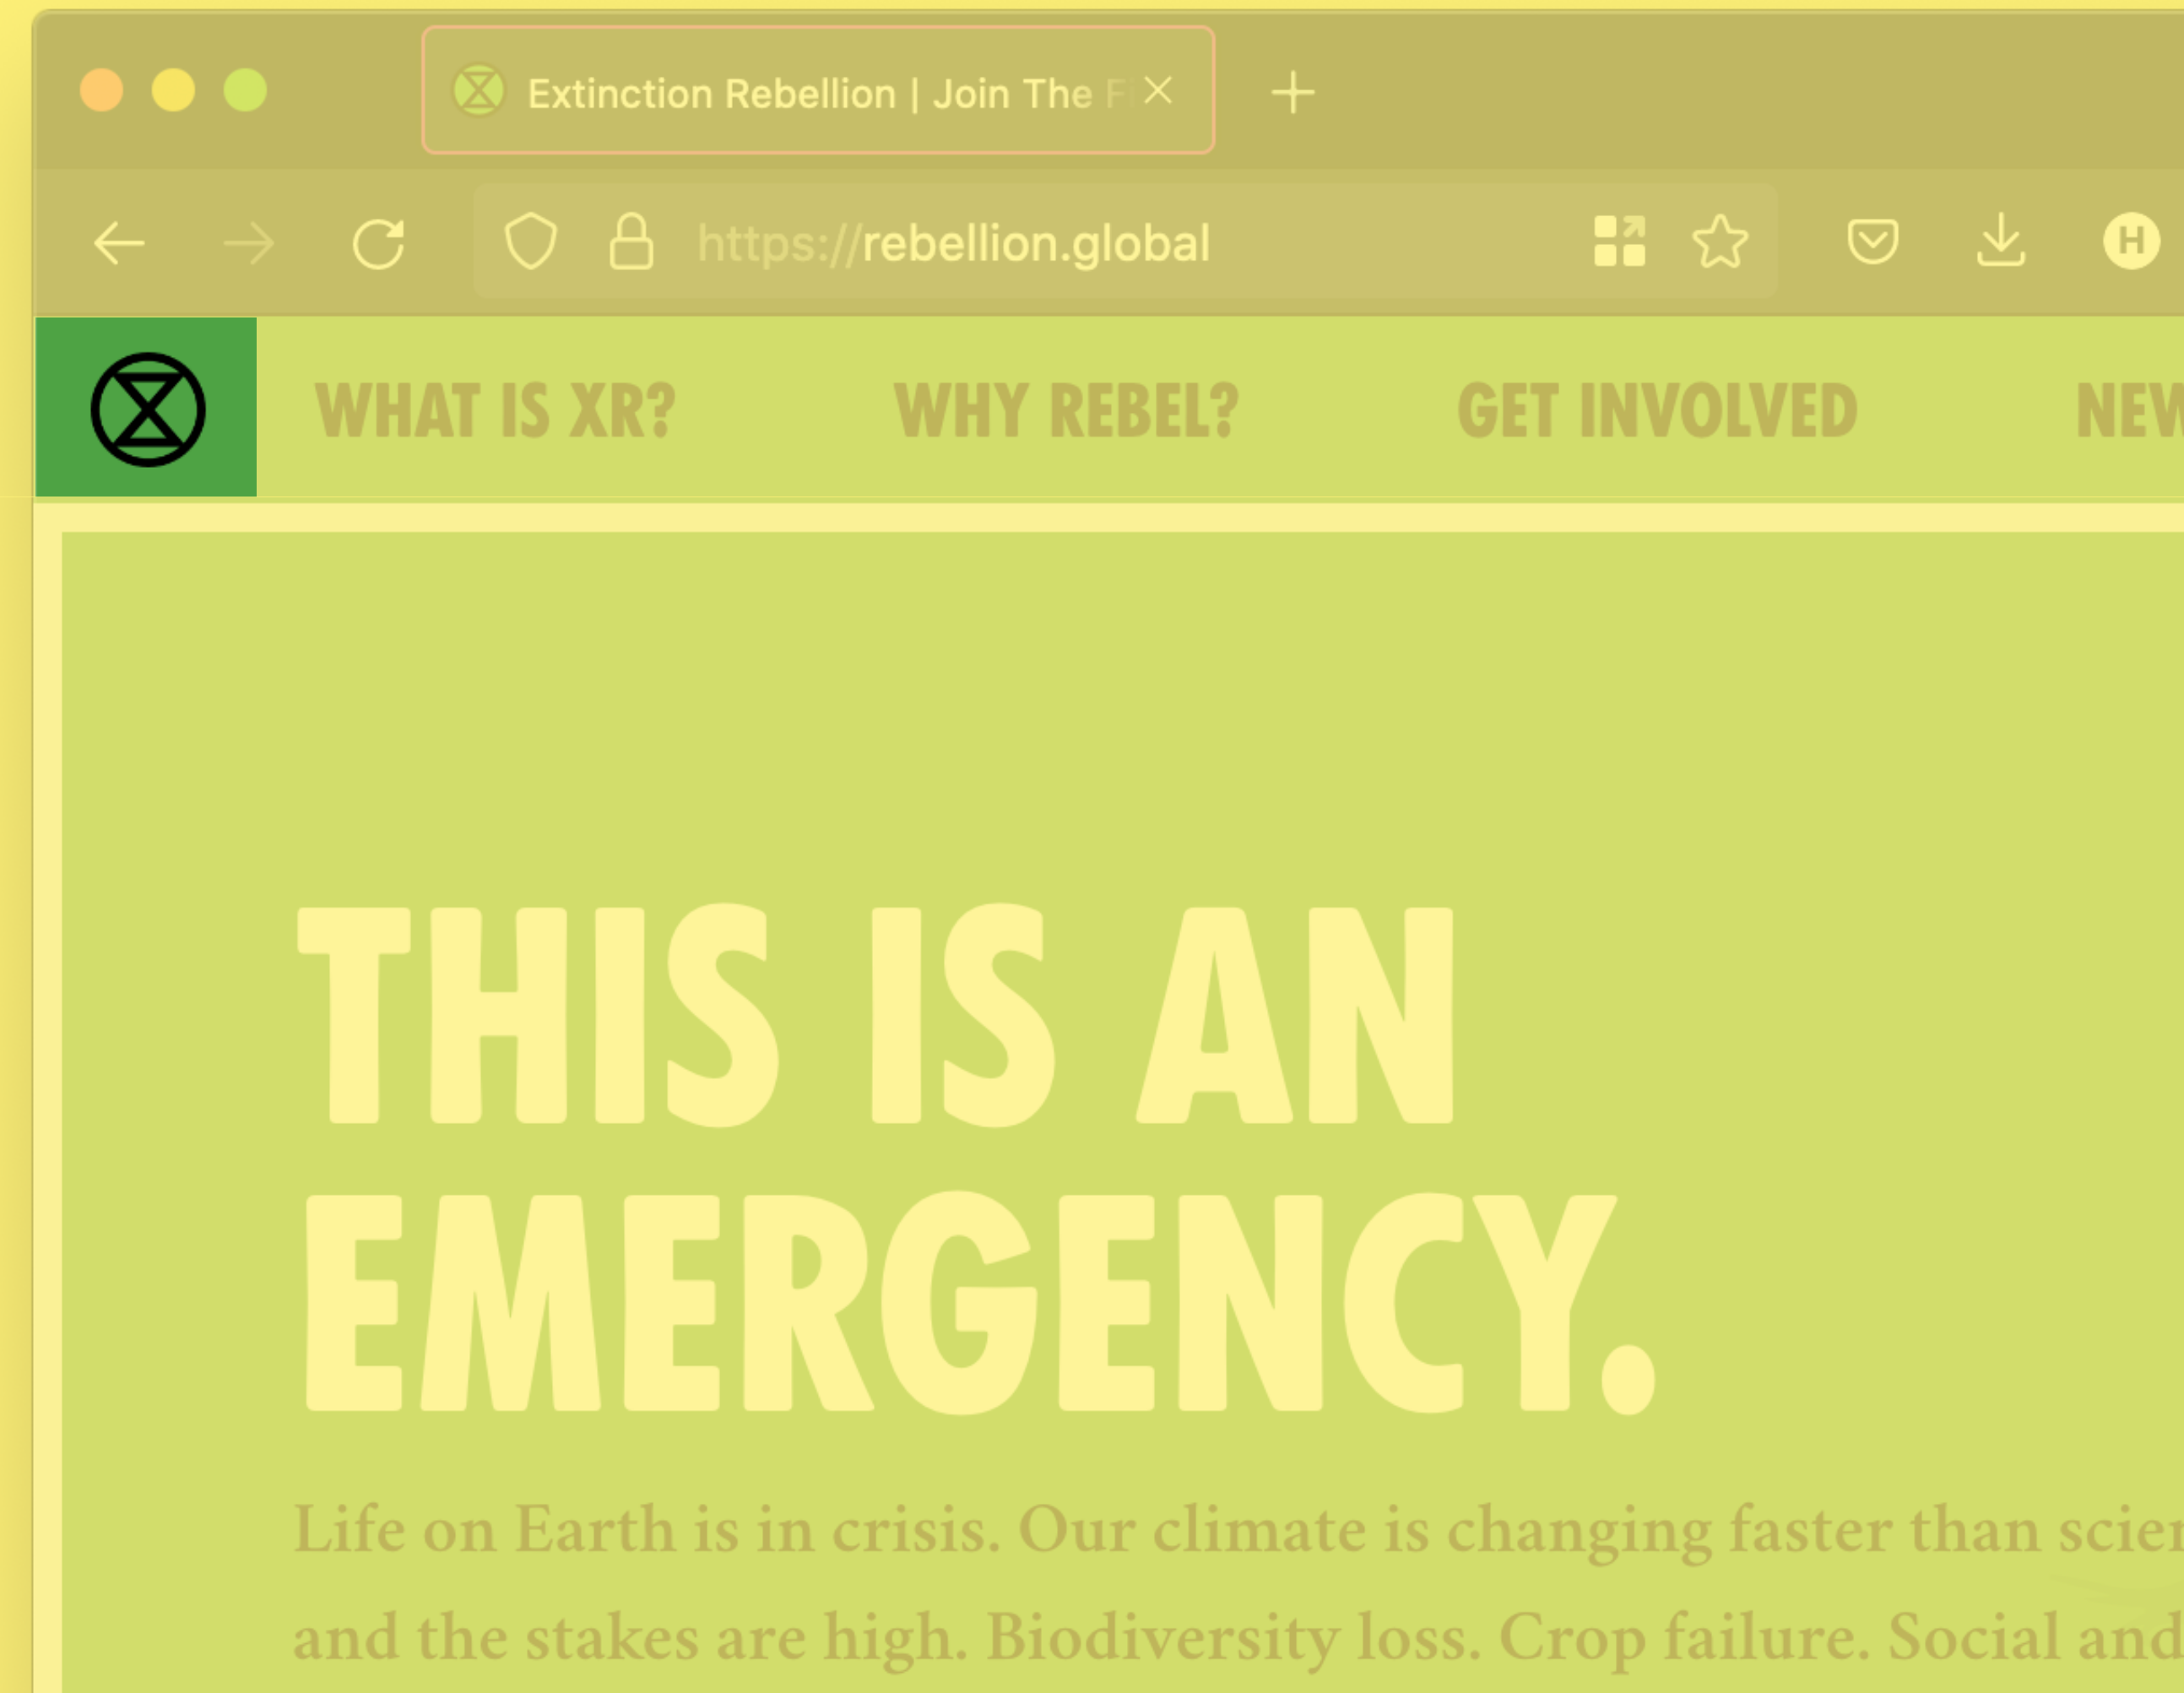 Extinction Rebellion | Join The
https://rebellion.global
H
WHAT IS XR? WHY REBEL? GET INVOLVED
THIS IS AN
EMERGENCY.
Life on Earth is in crisis. Our climate is changing faster than
and the stakes are high. Biodiversity loss. Crop failure. Social and